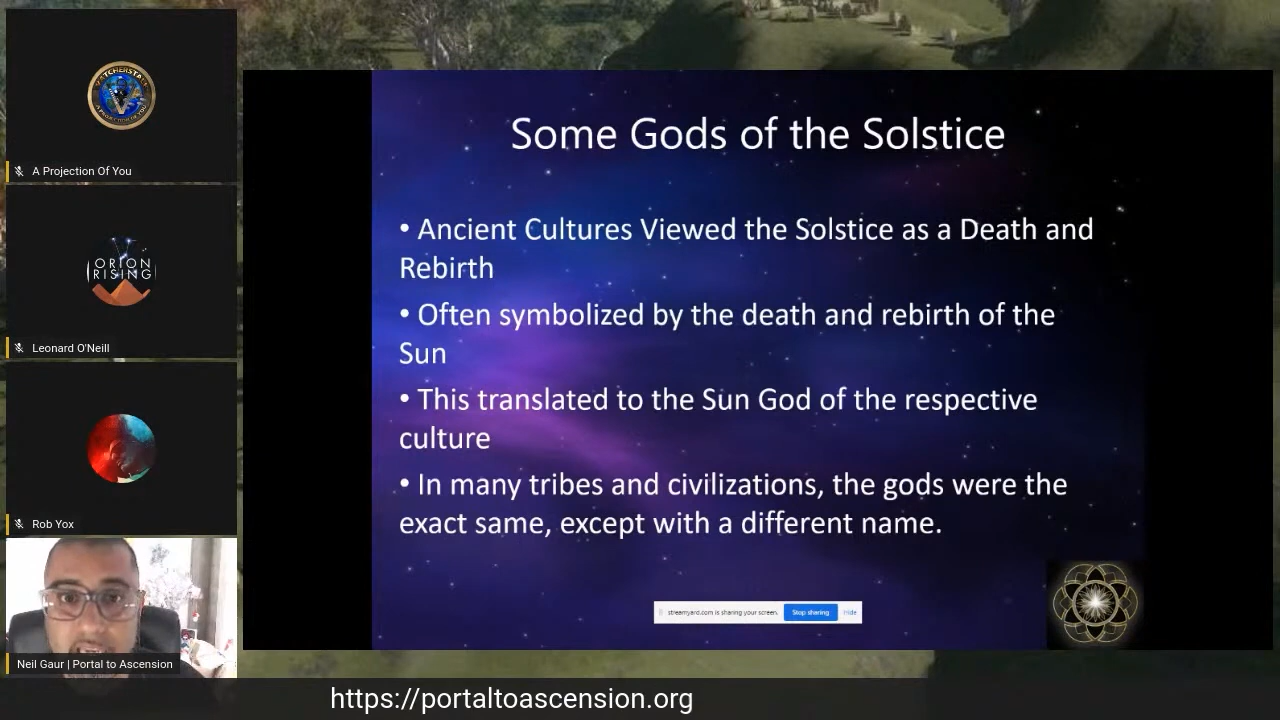 A Projection Of You
ORION
RISING
Leonard O'Neill
Rob Yox
Neil Gaur | Portal to Ascension
Some Gods of the Solstice
• Ancient Cultures Viewed the Solstice as a Death and
Rebirth
• Often symbolized by the death and rebirth of the
Sun
• This translated to the Sun God of the respective
culture
• In many tribes and civilizations, the gods were the
exact same, except with a different name.
streamyard.com is sharing your screen.
Stop sharing
Hide
https://portaltoascension.org